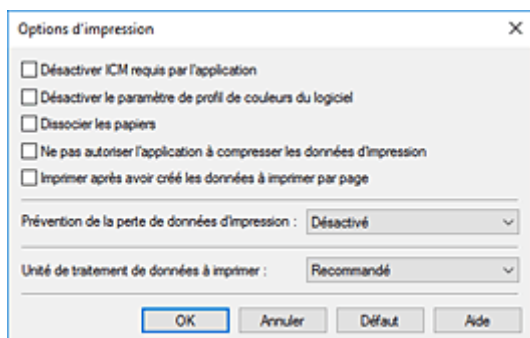 Options d'impression
Désactiver ICM requis par l'application
Désactiver le paramètre de profil de couleurs du logiciel
Dissocier les papiers
Ne pas autoriser l'application à compresser les données d'impression
Imprimer après avoir créé les données à imprimer par page
Prévention de la perte de données d'impression : Désactivé
Unité de traitement de données à imprimer : Recommandé
OK Annuler Défaut Aide